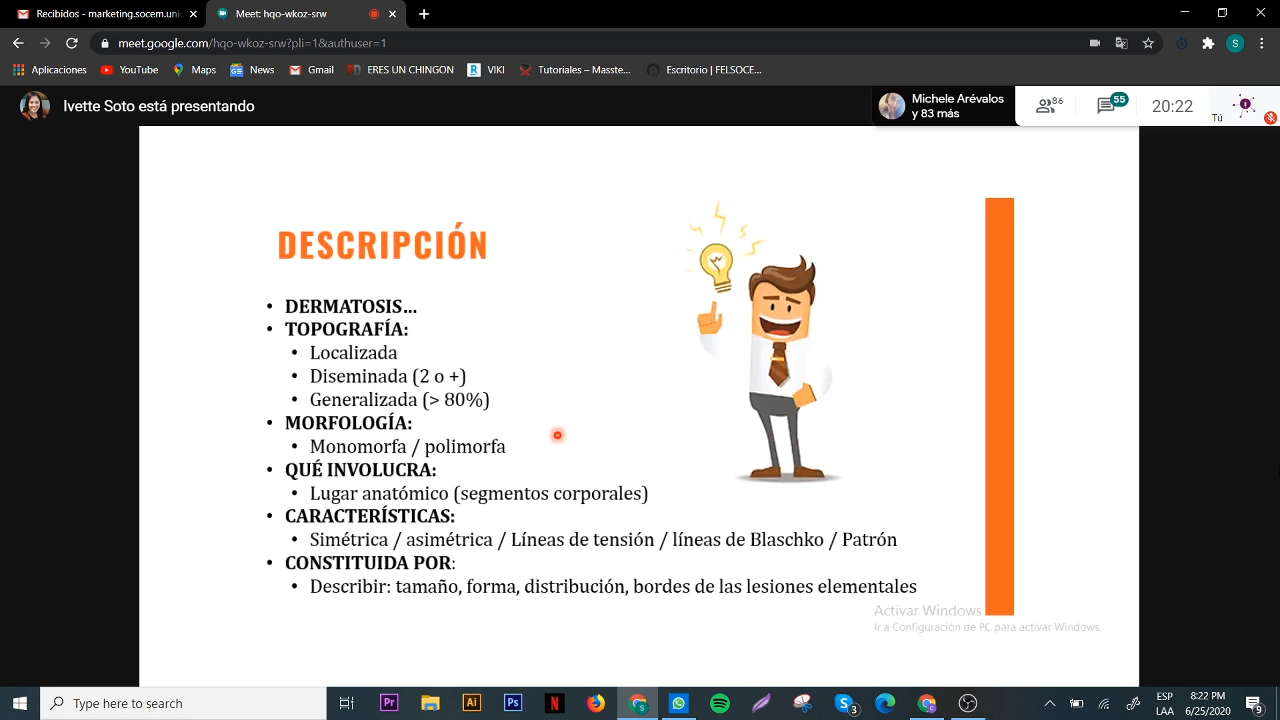 Recibidos - marketing.socem.unic
Meet: hqo-wkoz-srw
meet.google.com/hqo-wkoz-srw?pli=1&authuser=1
Aplicaciones
YouTube
Maps
News
Gmail
ERES UN CHINGON
VIKI
Tutoriales – Masste...
Escritorio | FELSOCE...
Ivette Soto está presentando
Michele Arévalos
y 83 más
86
55
20:22
Tú
DESCRIPCIÓN
• DERMATOSIS...
• TOPOGRAFÍA:
• Localizada
• Diseminada (2 o +)
• Generalizada (> 80%)
• MORFOLOGÍA:
• Monomorfa / polimorfa
• QUÉ INVOLUCRA:
• Lugar anatómico (segmentos corporales)
• CARACTERÍSTICAS:
• Simétrica / asimétrica / Líneas de tensión / líneas de Blaschko / Patrón
• CONSTITUIDA POR:
• Describir: tamaño, forma, distribución, bordes de las lesiones elementales
Activar Windows
Ir a Configuración de PC para activar Windows.
Type here to search
ESP
LAA
8:22 PM
6/25/2020